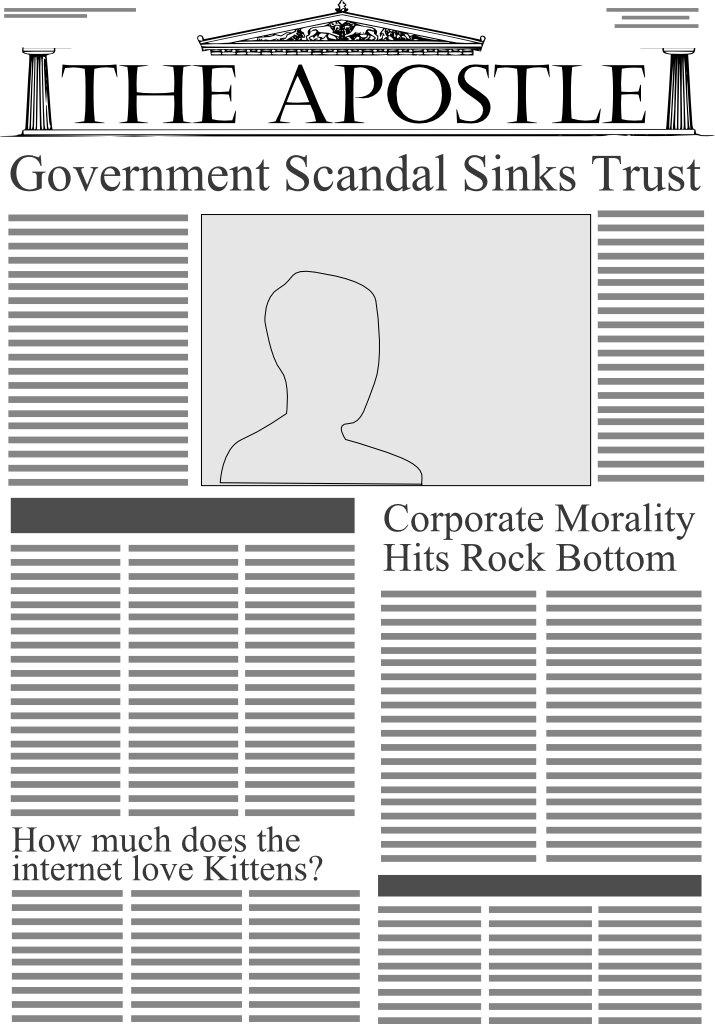 THE APOSTLE
Government Scandal Sinks Trust
Corporate Morality
Hits Rock Bottom
How much does the
internet love Kittens?